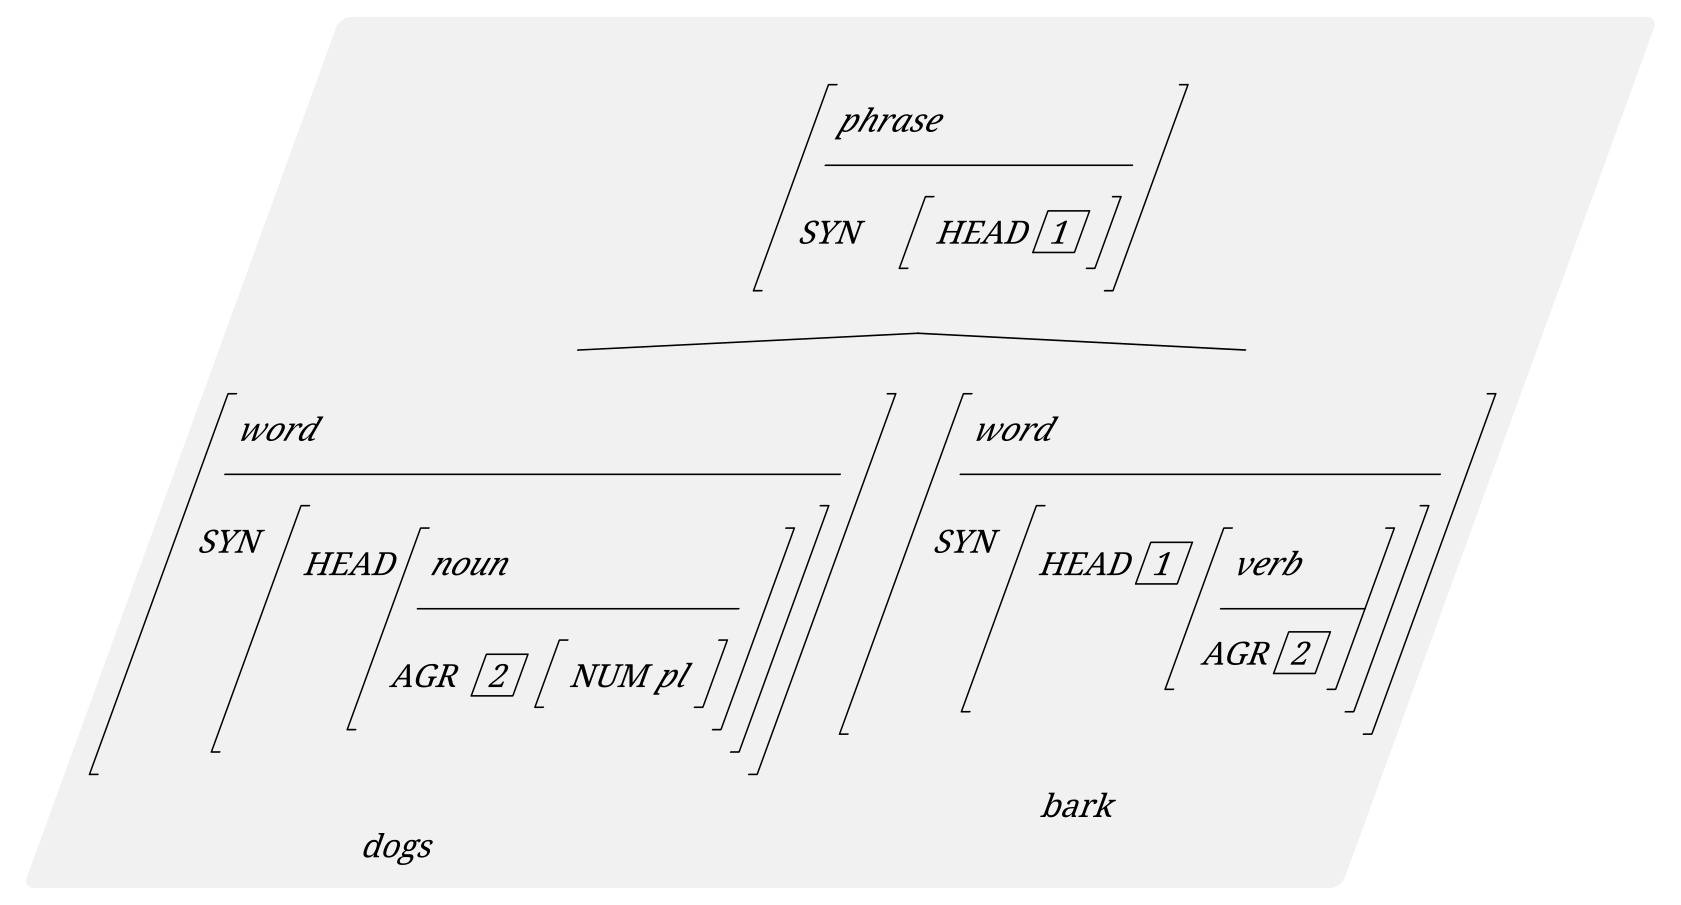 phrase
SYN HEAD 1
word
SYN HEAD noun
AGR 2 NUM pl
dogs
word
SYN HEAD 1 verb
AGR 2
bark